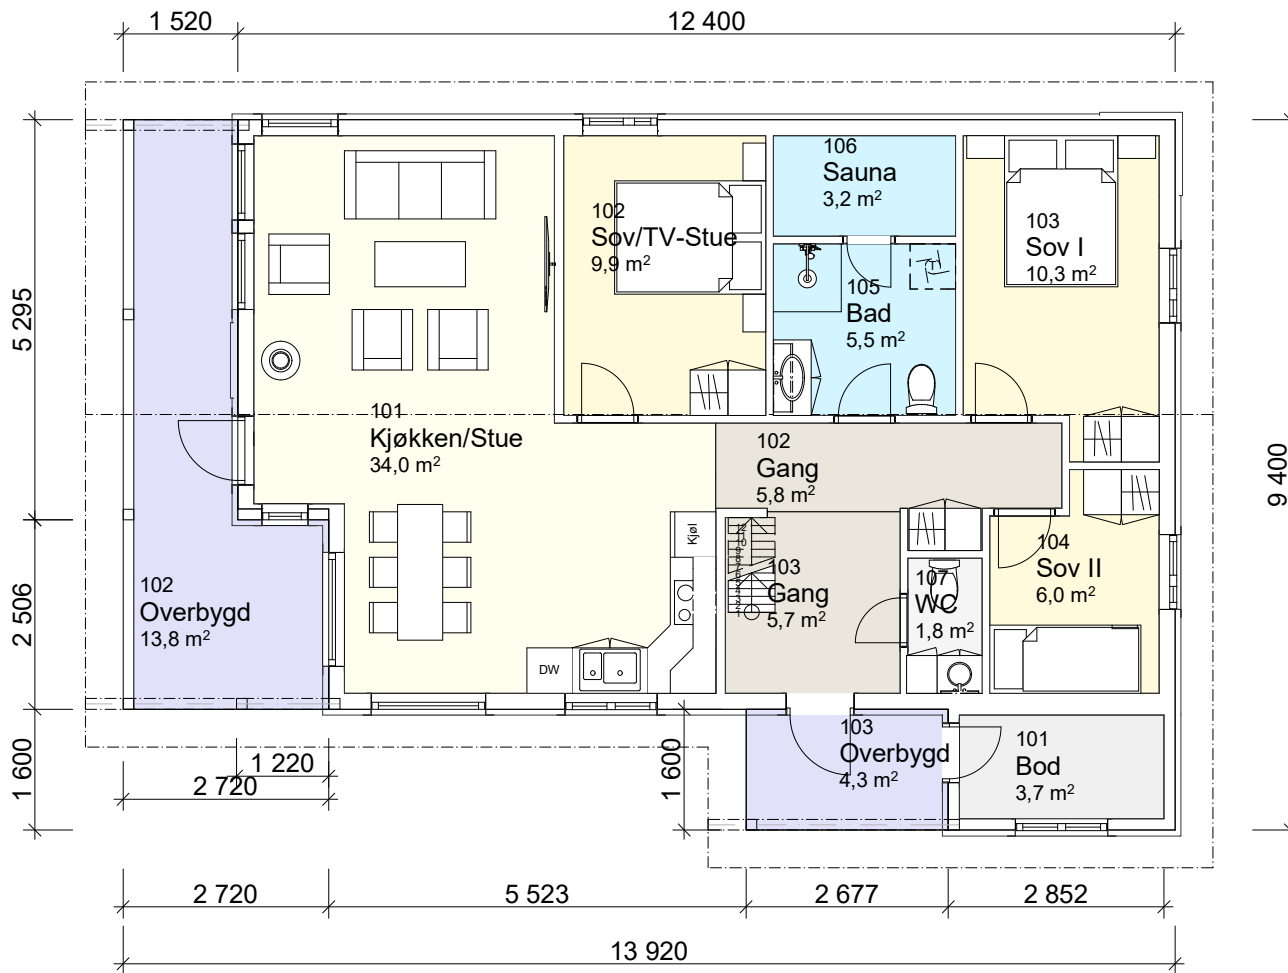 1 520
12 400
106
Sauna
3,2 m²
102
Sov/TV-Stue
9,9 m²
103
Sov I
10,3 m²
105
Bad
5,5 m²
5 295
101
Kjøkken/Stue
34,0 m²
102
Gang
5,8 m²
9 400
Kjøl
104
Sov II
6,0 m²
103
Gang
5,7 m²
107
WC
1,8 m²
102
Overbygd
13,8 m²
2 506
DW
103
Overbygd
4,3 m²
101
Bod
3,7 m²
1 600
1 220
2 720
1 600
2 720
5 523
2 677
2 852
13 920